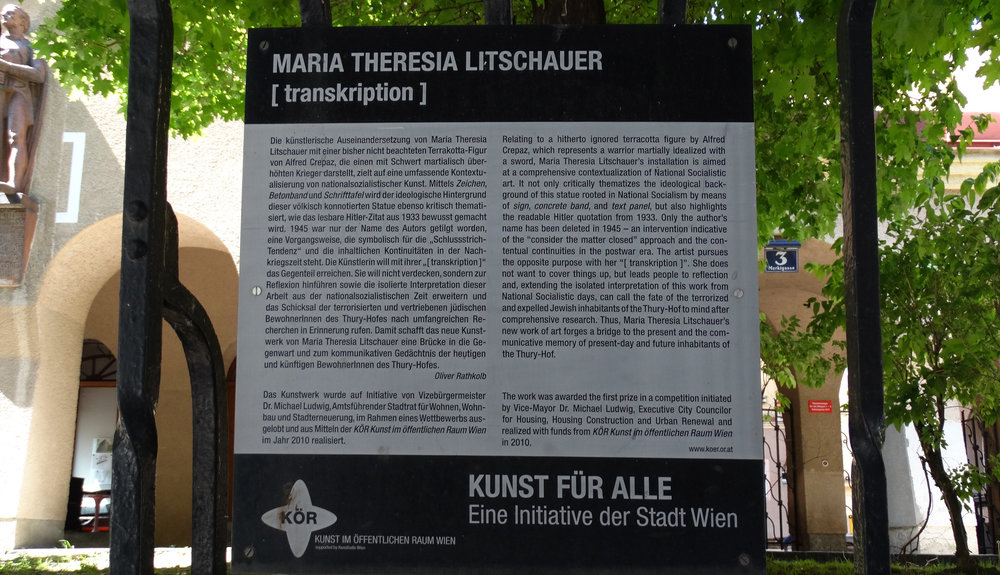 MARIA THERESIA LITSCHAUER
[ transkription ]
Die künstlerische Auseinandersetzung von Maria Theresia
Litschauer mit einer bisher nicht beachteten Terrakotta-Figur
von Alfred Crepaz, die einen mit Schwert martialisch über-
höhten Krieger darstellt, zielt auf eine umfassende Kontextu-
alisierung von nationalsozialistischer Kunst. Mittels Zeichen,
Betonband und Schrifttafel wird der ideologische Hintergrund
dieser völkisch konnotierten Statue ebenso kritisch themati-
siert, wie das lesbare Hitler-Zitat aus 1933 bewusst gemacht
wird. 1945 war nur der Name des Autors getilgt worden,
eine Vorgangsweise, die symbolisch für die „Schlussstrich-
Tendenz" und die inhaltlichen Kontinuitäten in der Nach-
kriegszeit steht. Die Künstlerin will mit ihrer „[ transkription ]"
das Gegenteil erreichen. Sie will nicht verdecken, sondern zur
Reflexion hinführen sowie die isolierte Interpretation dieser
Arbeit aus der nationalsozialistischen Zeit erweitern und
das Schicksal der terrorisierten und vertriebenen jüdischen
BewohnerInnen des Thury-Hofes nach umfangreichen Re-
cherchen in Erinnerung rufen. Damit schafft das neue Kunst-
werk von Maria Theresia Litschauer eine Brücke in die Ge-
genwart und zum kommunikativen Gedächtnis der heutigen
und künftigen BewohnerInnen des Thury-Hofes.
Oliver Rathkolb
Das Kunstwerk wurde auf Initiative von Vizebürgermeister
Dr. Michael Ludwig, Amtsführender Stadtrat für Wohnen, Wohn-
bau und Stadterneuerung, im Rahmen eines Wettbewerbs aus-
gelobt und aus Mitteln der KÖR Kunst im öffentlichen Raum Wien
im Jahr 2010 realisiert.
Relating to a hitherto ignored terracotta figure by Alfred
Crepaz, which represents a warrior martially idealized with
a sword, Maria Theresia Litschauer's installation is aimed
at a comprehensive contextualization of National Socialistic
art. It not only critically thematizes the ideological back-
ground of this statue rooted in National Socialism by means
of sign, concrete band, and text panel, but also highlights
the readable Hitler quotation from 1933. Only the author's
name has been deleted in 1945 – an intervention indicative
of the "consider the matter closed" approach and the con-
tentual continuities in the postwar era. The artist pursues
the opposite purpose with her "[ transkription ]". She does
not want to cover things up, but leads people to reflection
and, extending the isolated interpretation of this work from
National Socialistic days, can call the fate of the terrorized
and expelled Jewish inhabitants of the Thury-Hof to mind after
comprehensive research. Thus, Maria Theresia Litschauer's
new work of art forges a bridge to the present and the com-
municative memory of present-day and future inhabitants of
the Thury-Hof.
The work was awarded the first prize in a competition initiated
by Vice-Mayor Dr. Michael Ludwig, Executive City Councilor
for Housing, Housing Construction and Urban Renewal and
realized with funds from KÖR Kunst im öffentlichen Raum Wien
in 2010.
www.koer.or.at
KÖR
KUNST IM ÖFFENTLICHEN RAUM WIEN
supported by Kunsthalle Wien
KUNST FÜR ALLE
Eine Initiative der Stadt Wien
3
Marktgasse